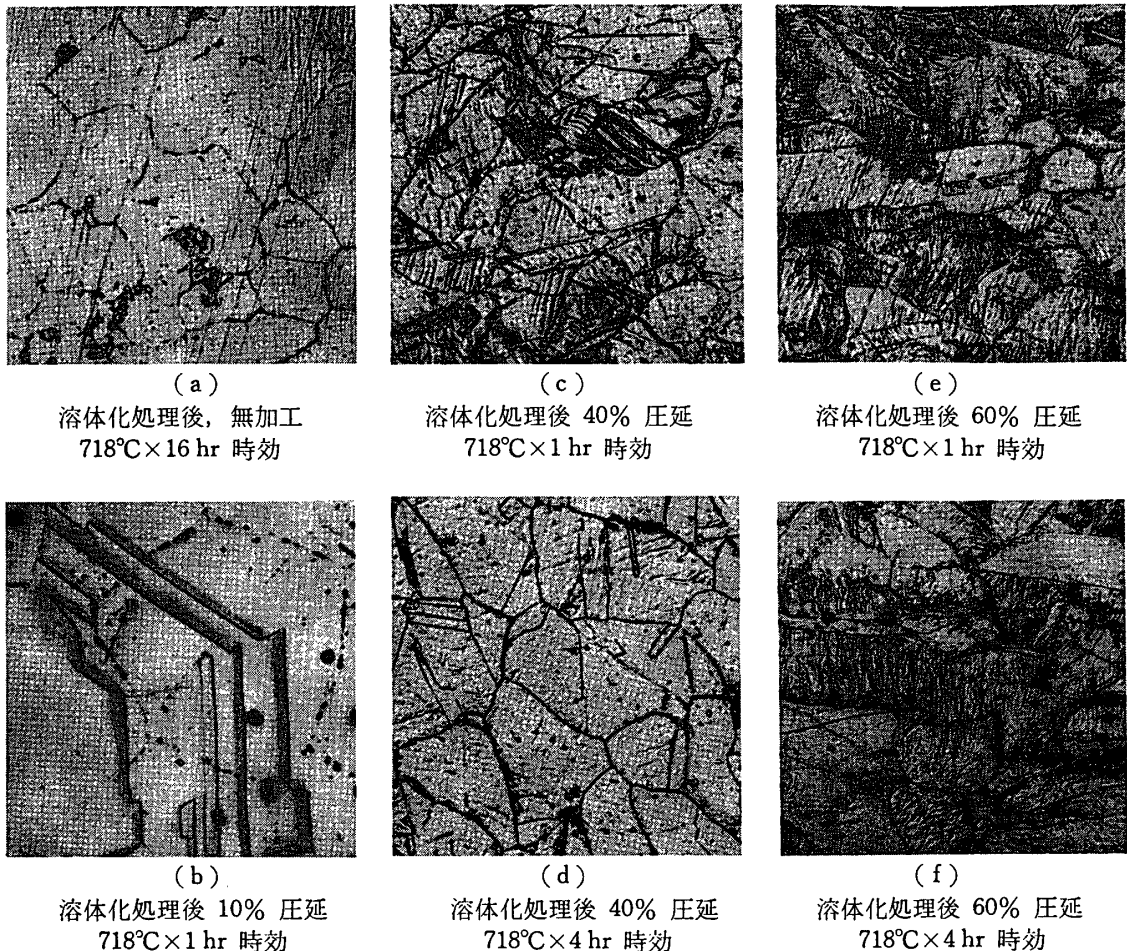 (a)
溶体化処理後，無加工
718℃×16 hr 時効
(c)
溶体化処理後 40% 圧延
718℃×1 hr 時効
(e)
溶体化処理後 60% 圧延
718℃×1 hr 時効
(b)
溶体化処理後 10% 圧延
718℃×1 hr 時効
(d)
溶体化処理後 40% 圧延
718℃×4 hr 時効
(f)
溶体化処理後 60% 圧延
718℃×4 hr 時効